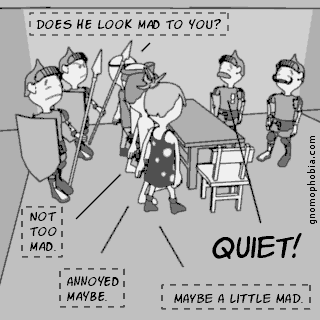 DOES HE LOOK MAD TO YOU?
NOT
TOO
MAD.
ANNOYED
MAYBE.
MAYBE A LITTLE MAD.
QUIET!
gnomophobia.com